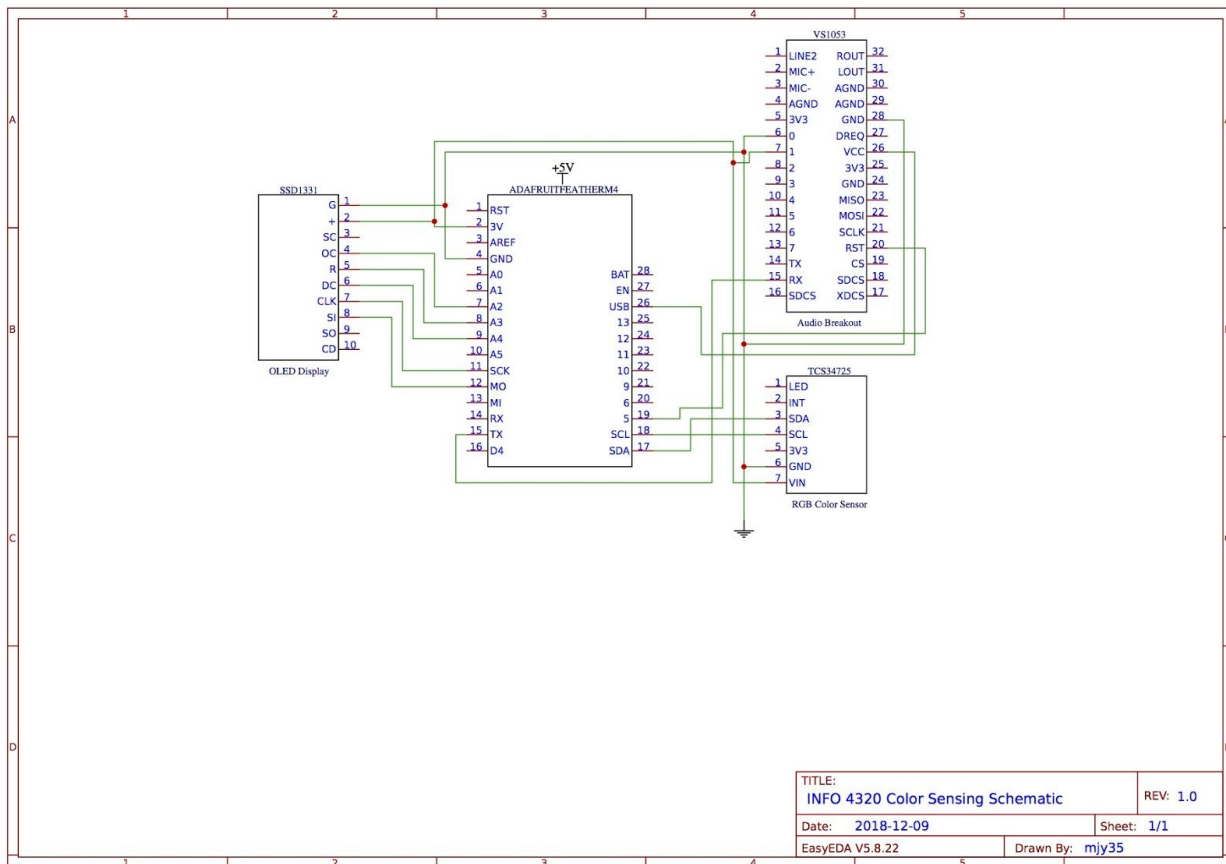 1 2 3 4 5
A
B
C
D
SSD1331
G 1
+ 2
SC 3
OC 4
R 5
DC 6
CLK 7
SI 8
SO 9
CD 10
OLED Display
+5V
ADAFRUITFEATHERM4
1 RST
2 3V
3 AREF
4 GND
5 A0 BAT 28
6 A1 EN 27
7 A2 USB 26
8 A3 13 25
9 A4 12 24
10 A5 11 23
11 SCK 10 22
12 MO 9 21
13 MI 6 20
14 RX 5 19
15 TX SCL 18
16 D4 SDA 17
VS1053
1 LINE2 ROUT 32
2 MIC+ LOUT 31
3 MIC- AGND 30
4 AGND AGND 29
5 3V3 GND 28
6 0 DREQ 27
7 1 VCC 26
8 2 3V3 25
9 3 GND 24
10 4 MISO 23
11 5 MOSI 22
12 6 SCLK 21
13 7 RST 20
14 TX CS 19
15 RX SDCS 18
16 SDCS XDCS 17
Audio Breakout
TCS34725
1 LED
2 INT
3 SDA
4 SCL
5 3V3
6 GND
7 VIN
RGB Color Sensor
TITLE:
INFO 4320 Color Sensing Schematic
REV: 1.0
Date: 2018-12-09
Sheet: 1/1
EasyEDA V5.8.22
Drawn By: mjy35
1 2 3 4 5